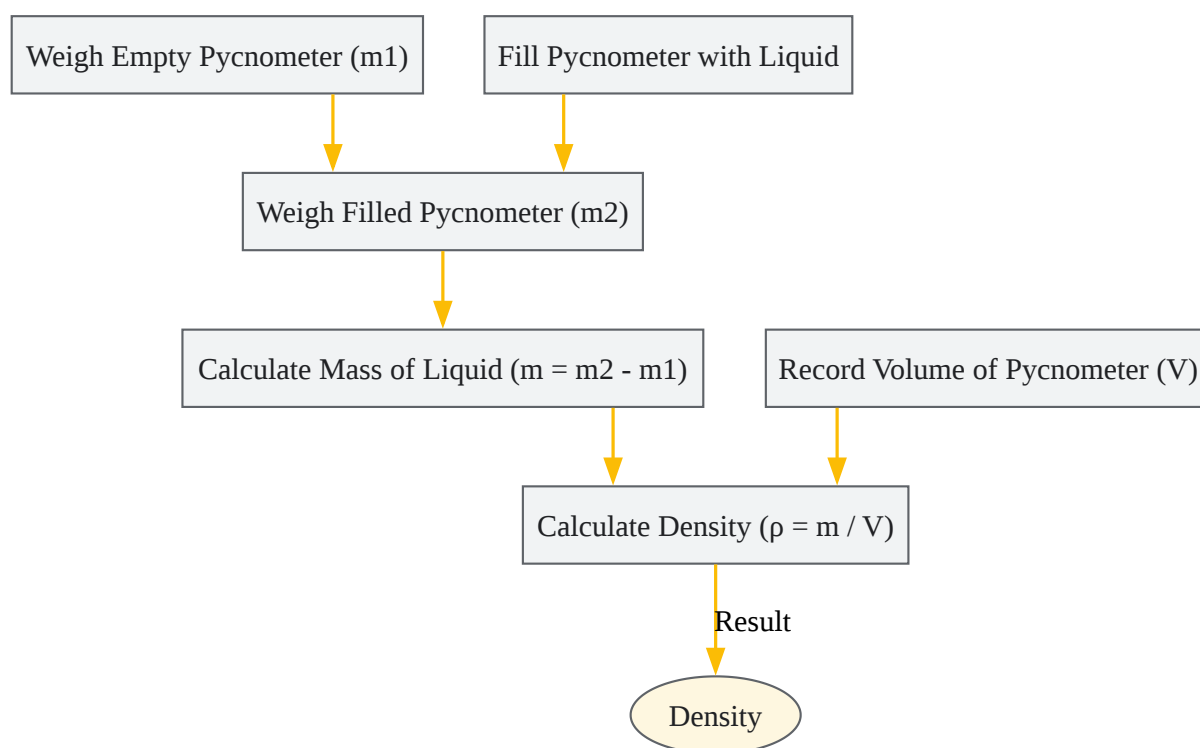 Weigh Empty Pycnometer (m1)
Fill Pycnometer with Liquid
Weigh Filled Pycnometer (m2)
Calculate Mass of Liquid (m = m2 - m1)
Record Volume of Pycnometer (V)
Calculate Density (ρ = m / V)
Result
Density